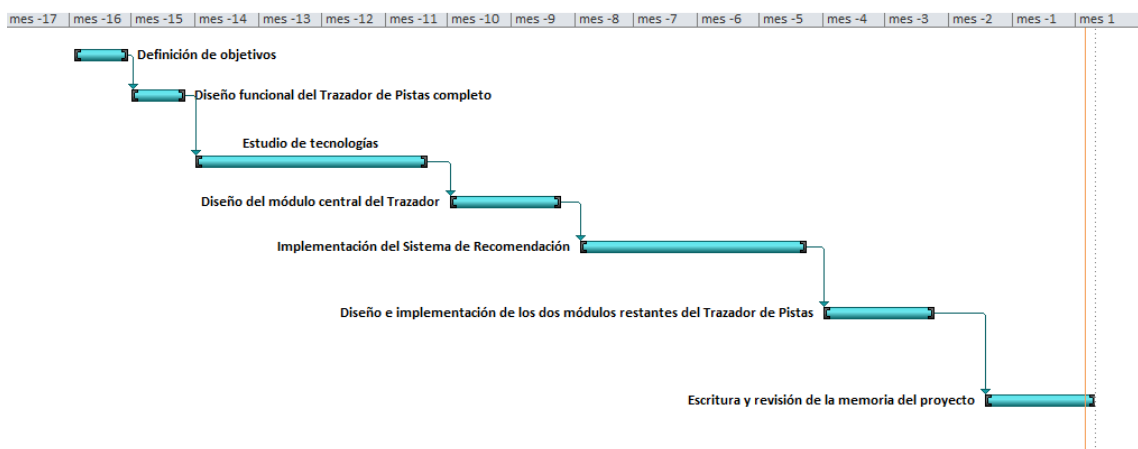 mes -17 mes -16 mes -15 mes -14 mes -13 mes -12 mes -11 mes -10 mes -9 mes -8 mes -7 mes -6 mes -5 mes -4 mes -3 mes -2 mes -1 mes 1
Definición de objetivos
Diseño funcional del Trazador de Pistas completo
Estudio de tecnologías
Diseño del módulo central del Trazador
Implementación del Sistema de Recomendación
Diseño e implementación de los dos módulos restantes del Trazador de Pistas
Escritura y revisión de la memoria del proyecto